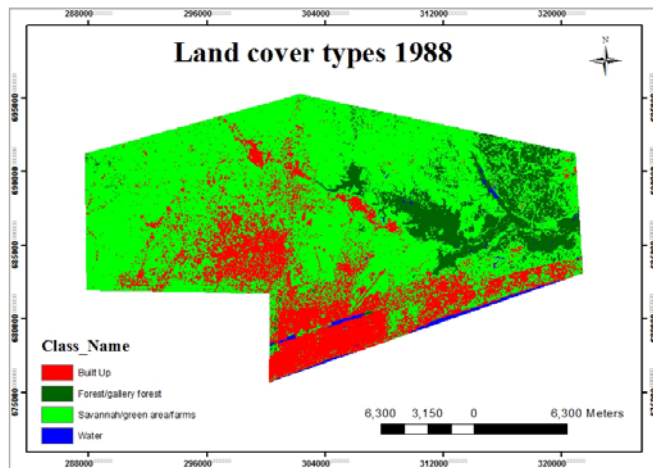 288000 296000 304000 312000 320000
Land cover types 1988
N
695000
690000
685000
680000
675000
Class_Name
Built Up
Forest/gallery forest
Savannah/green area/farms
Water
6,300 3,150 0 6,300 Meters
288000 296000 304000 312000 320000